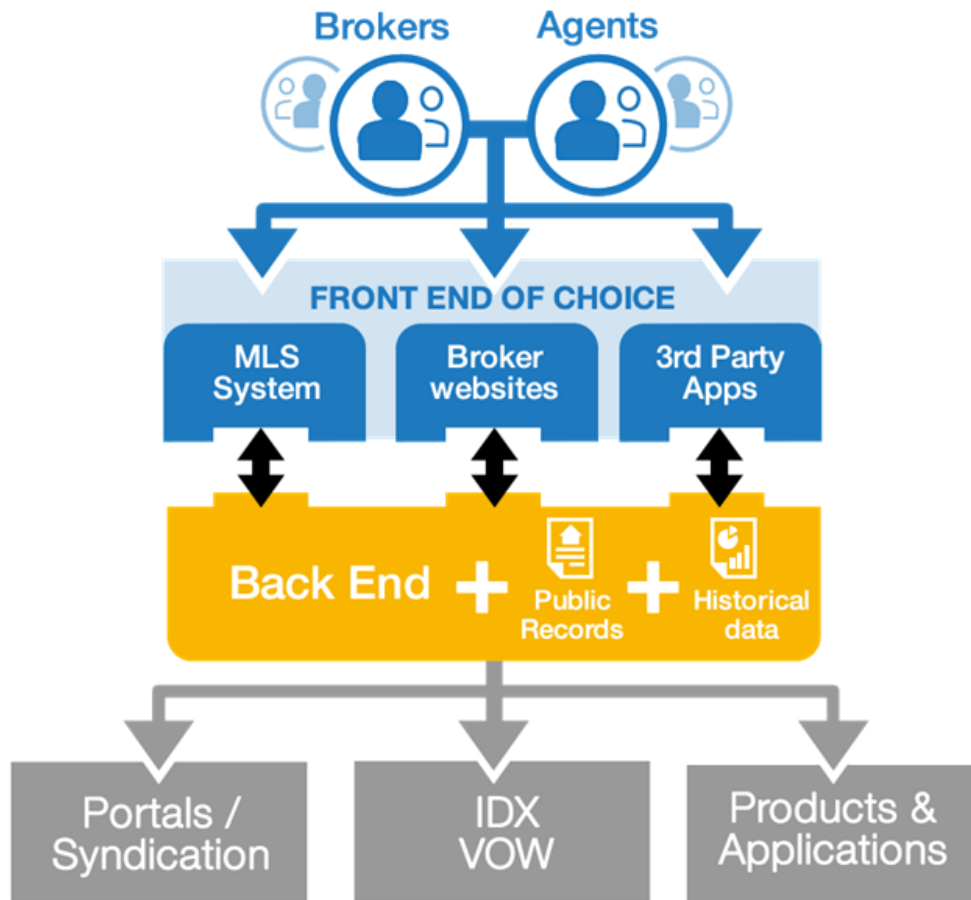 Brokers Agents
FRONT END OF CHOICE
MLS
System
Broker
websites
3rd Party
Apps
Back End + Public
Records + Historical
data
Portals /
Syndication
IDX
VOW
Products &
Applications